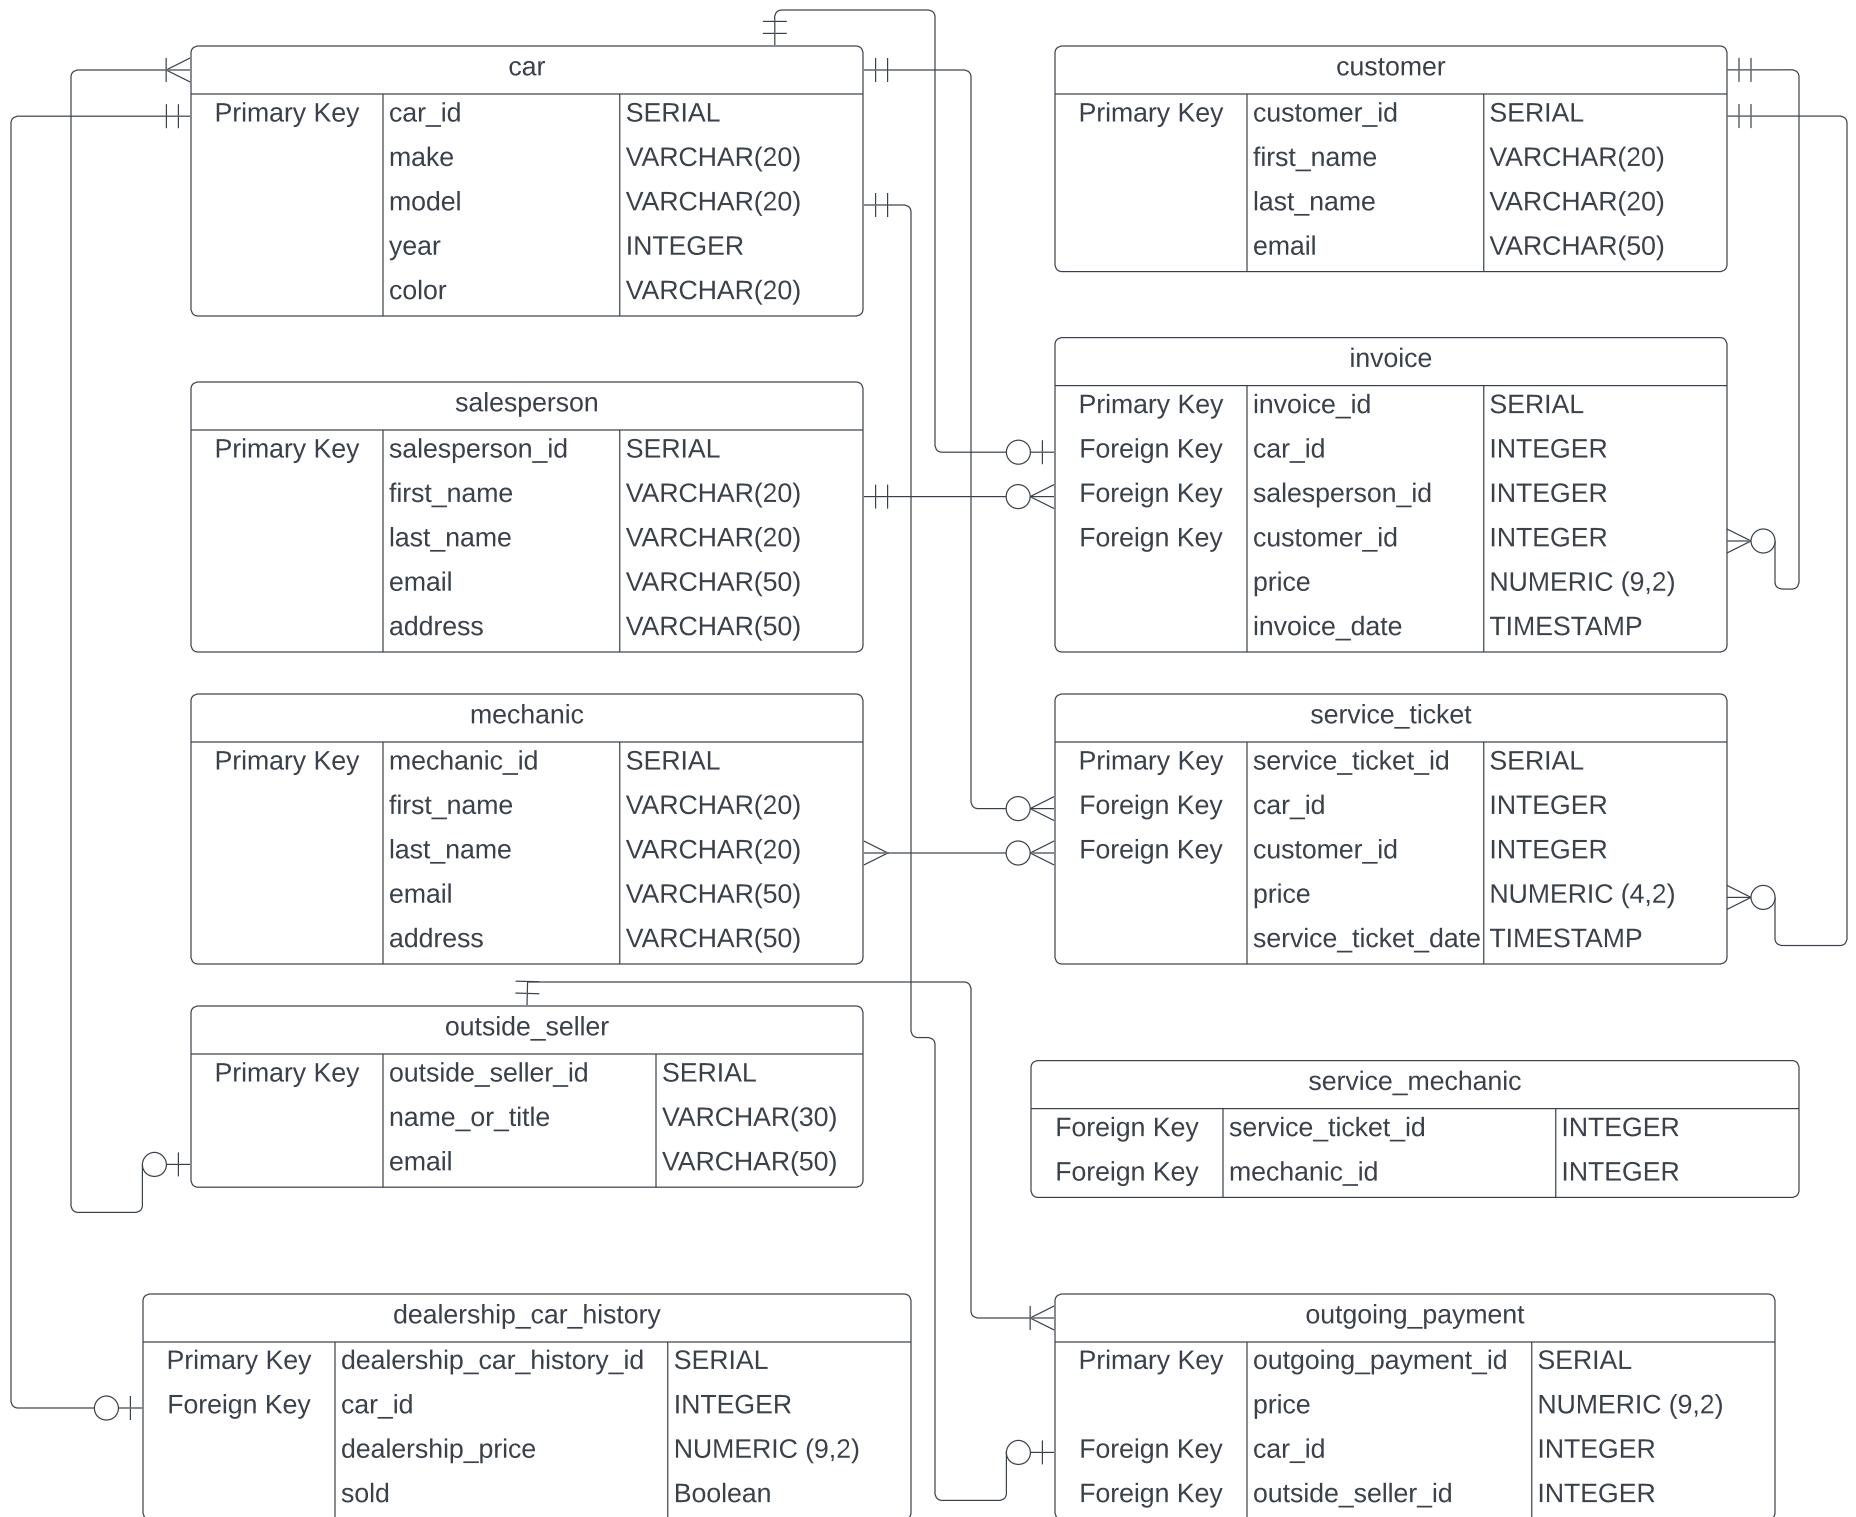 car
Primary Key car_id SERIAL
make VARCHAR(20)
model VARCHAR(20)
year INTEGER
color VARCHAR(20)
customer
Primary Key customer_id SERIAL
first_name VARCHAR(20)
last_name VARCHAR(20)
email VARCHAR(50)
salesperson
Primary Key salesperson_id SERIAL
first_name VARCHAR(20)
last_name VARCHAR(20)
email VARCHAR(50)
address VARCHAR(50)
invoice
Primary Key invoice_id SERIAL
Foreign Key car_id INTEGER
Foreign Key salesperson_id INTEGER
Foreign Key customer_id INTEGER
price NUMERIC (9,2)
invoice_date TIMESTAMP
mechanic
Primary Key mechanic_id SERIAL
first_name VARCHAR(20)
last_name VARCHAR(20)
email VARCHAR(50)
address VARCHAR(50)
service_ticket
Primary Key service_ticket_id SERIAL
Foreign Key car_id INTEGER
Foreign Key customer_id INTEGER
price NUMERIC (4,2)
service_ticket_date TIMESTAMP
outside_seller
Primary Key outside_seller_id SERIAL
name_or_title VARCHAR(30)
email VARCHAR(50)
service_mechanic
Foreign Key service_ticket_id INTEGER
Foreign Key mechanic_id INTEGER
dealership_car_history
Primary Key dealership_car_history_id SERIAL
Foreign Key car_id INTEGER
dealership_price NUMERIC (9,2)
sold Boolean
outgoing_payment
Primary Key outgoing_payment_id SERIAL
price NUMERIC (9,2)
Foreign Key car_id INTEGER
Foreign Key outside_seller_id INTEGER